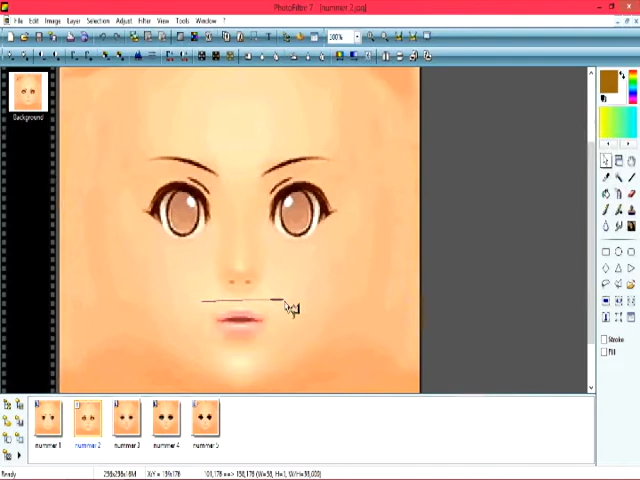 PhotoFiltre 7 - [nummer 2.jpg]
File Edit Image Layer Selection Adjust Filter View Tools Window ?
300%
Background
Stroke
Fill
nummer 1 nummer 2 nummer 3 nummer 4 nummer 5
Ready